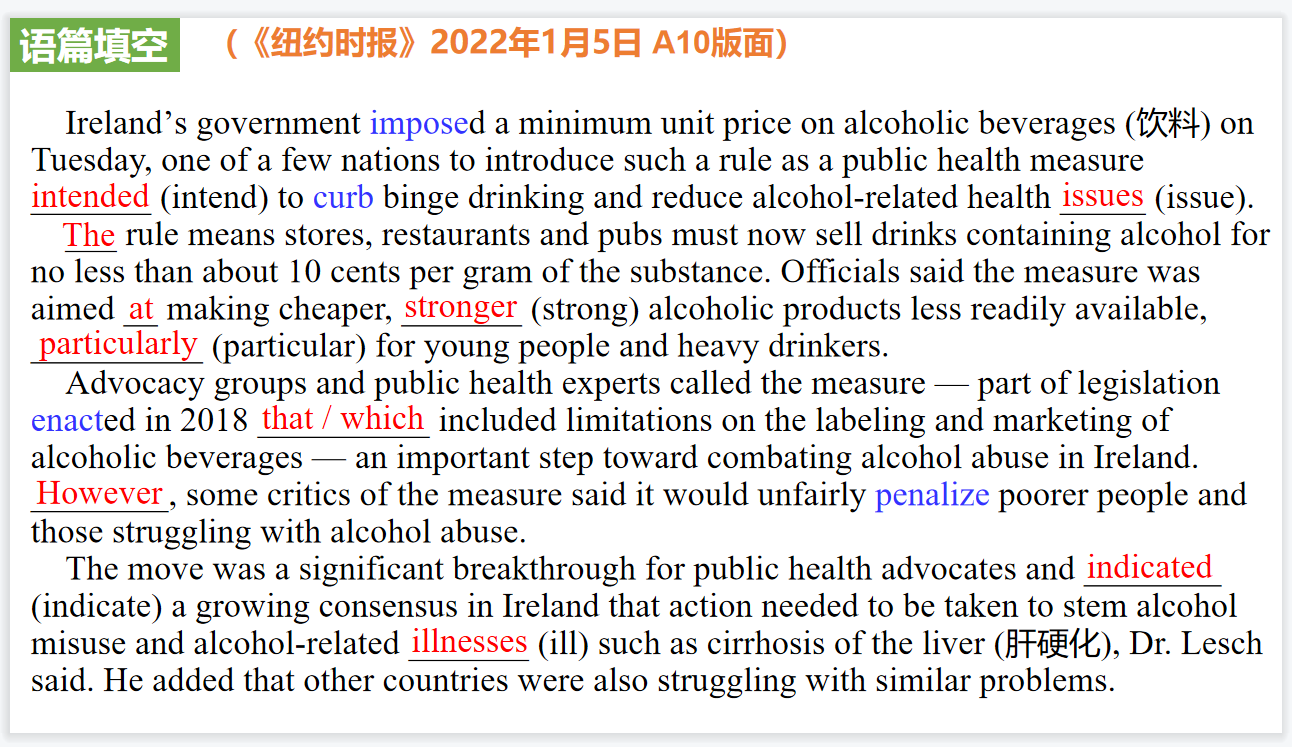 语篇填空 (《纽约时报》2022年1月5日 A10版面)
Ireland’s government imposed a minimum unit price on alcoholic beverages (饮料) on
Tuesday, one of a few nations to introduce such a rule as a public health measure
intended (intend) to curb binge drinking and reduce alcohol-related health issues (issue).
The rule means stores, restaurants and pubs must now sell drinks containing alcohol for
no less than about 10 cents per gram of the substance. Officials said the measure was
aimed at making cheaper, stronger (strong) alcoholic products less readily available,
particularly (particular) for young people and heavy drinkers.
Advocacy groups and public health experts called the measure — part of legislation
enacted in 2018 that / which included limitations on the labeling and marketing of
alcoholic beverages — an important step toward combating alcohol abuse in Ireland.
However, some critics of the measure said it would unfairly penalize poorer people and
those struggling with alcohol abuse.
The move was a significant breakthrough for public health advocates and indicated
(indicate) a growing consensus in Ireland that action needed to be taken to stem alcohol
misuse and alcohol-related illnesses (ill) such as cirrhosis of the liver (肝硬化), Dr. Lesch
said. He added that other countries were also struggling with similar problems.